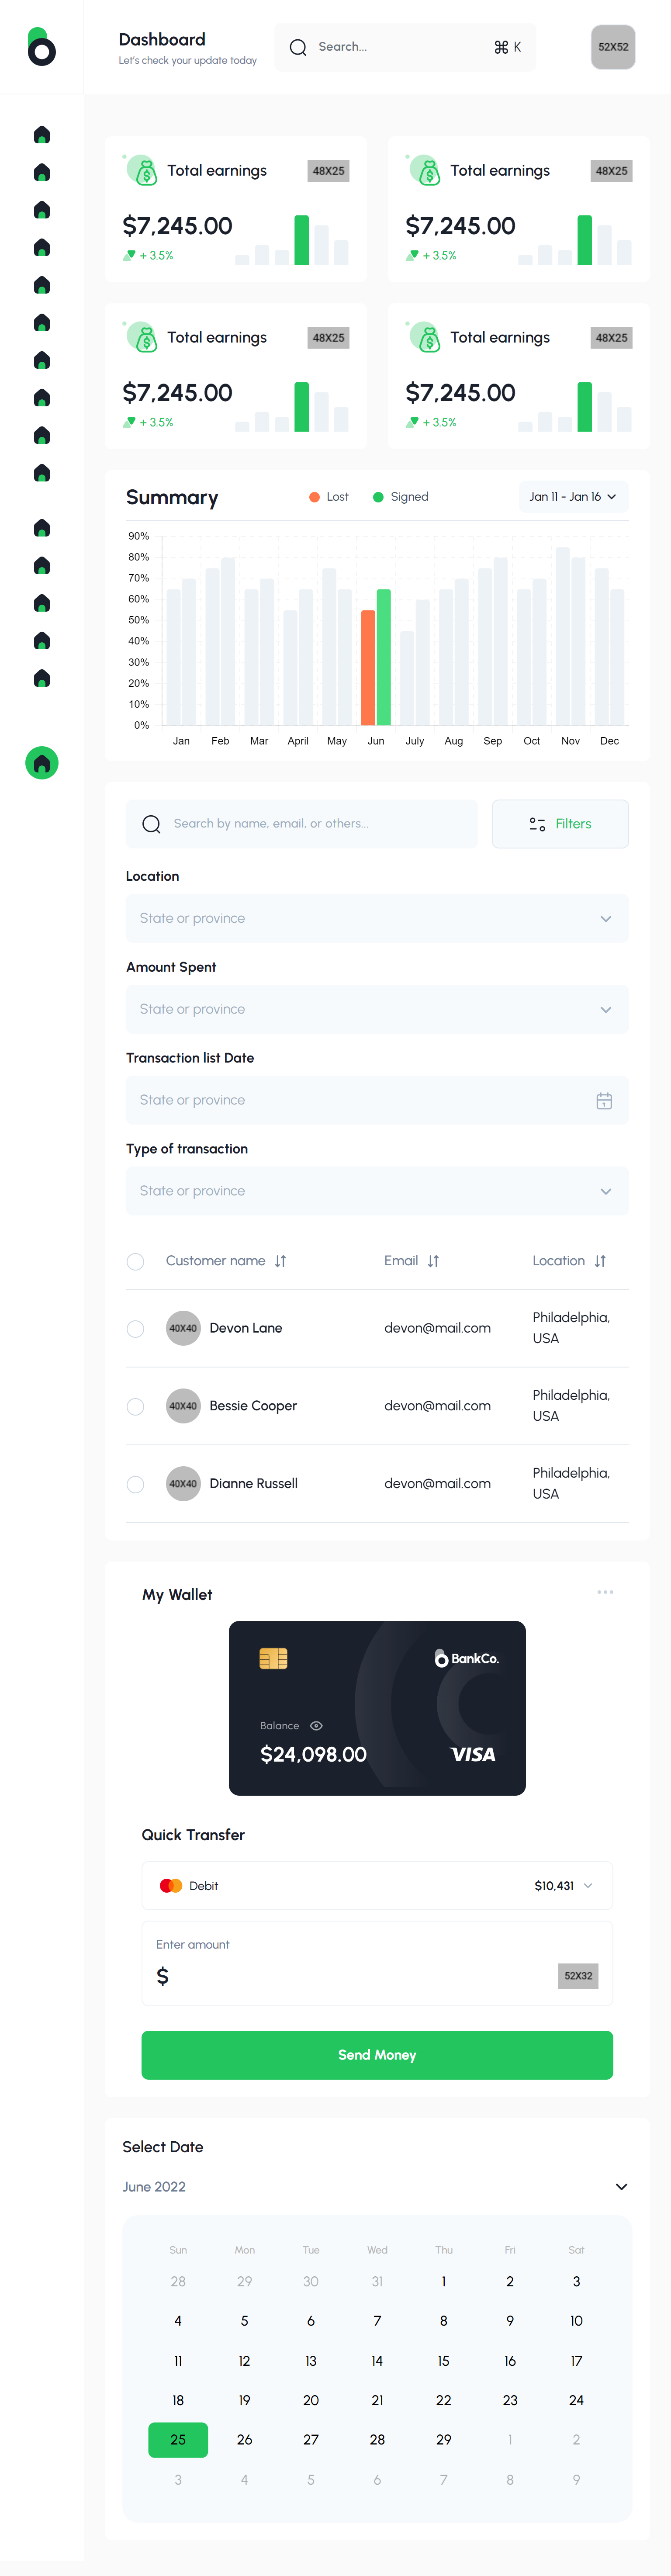 Dashboard
Let's check your update today
Search...
⌘ K
52X52
Total earnings
48X25
$7,245.00
+ 3.5%
Total earnings
48X25
$7,245.00
+ 3.5%
Total earnings
48X25
$7,245.00
+ 3.5%
Total earnings
48X25
$7,245.00
+ 3.5%
Summary
Lost
Signed
Jan 11 - Jan 16
90%
80%
70%
60%
50%
40%
30%
20%
10%
0%
Jan Feb Mar April May Jun July Aug Sep Oct Nov Dec
Search by name, email, or others...
Filters
Location
State or province
Amount Spent
State or province
Transaction list Date
State or province
Type of transaction
State or province
Customer name Email Location
40X40 Devon Lane devon@mail.com Philadelphia,
USA
40X40 Bessie Cooper devon@mail.com Philadelphia,
USA
40X40 Dianne Russell devon@mail.com Philadelphia,
USA
My Wallet
BankCo.
Balance
$24,098.00
VISA
Quick Transfer
Debit
$10,431
Enter amount
$
52X32
Send Money
Select Date
June 2022
Sun Mon Tue Wed Thu Fri Sat
28 29 30 31 1 2 3
4 5 6 7 8 9 10
11 12 13 14 15 16 17
18 19 20 21 22 23 24
25 26 27 28 29 1 2
3 4 5 6 7 8 9